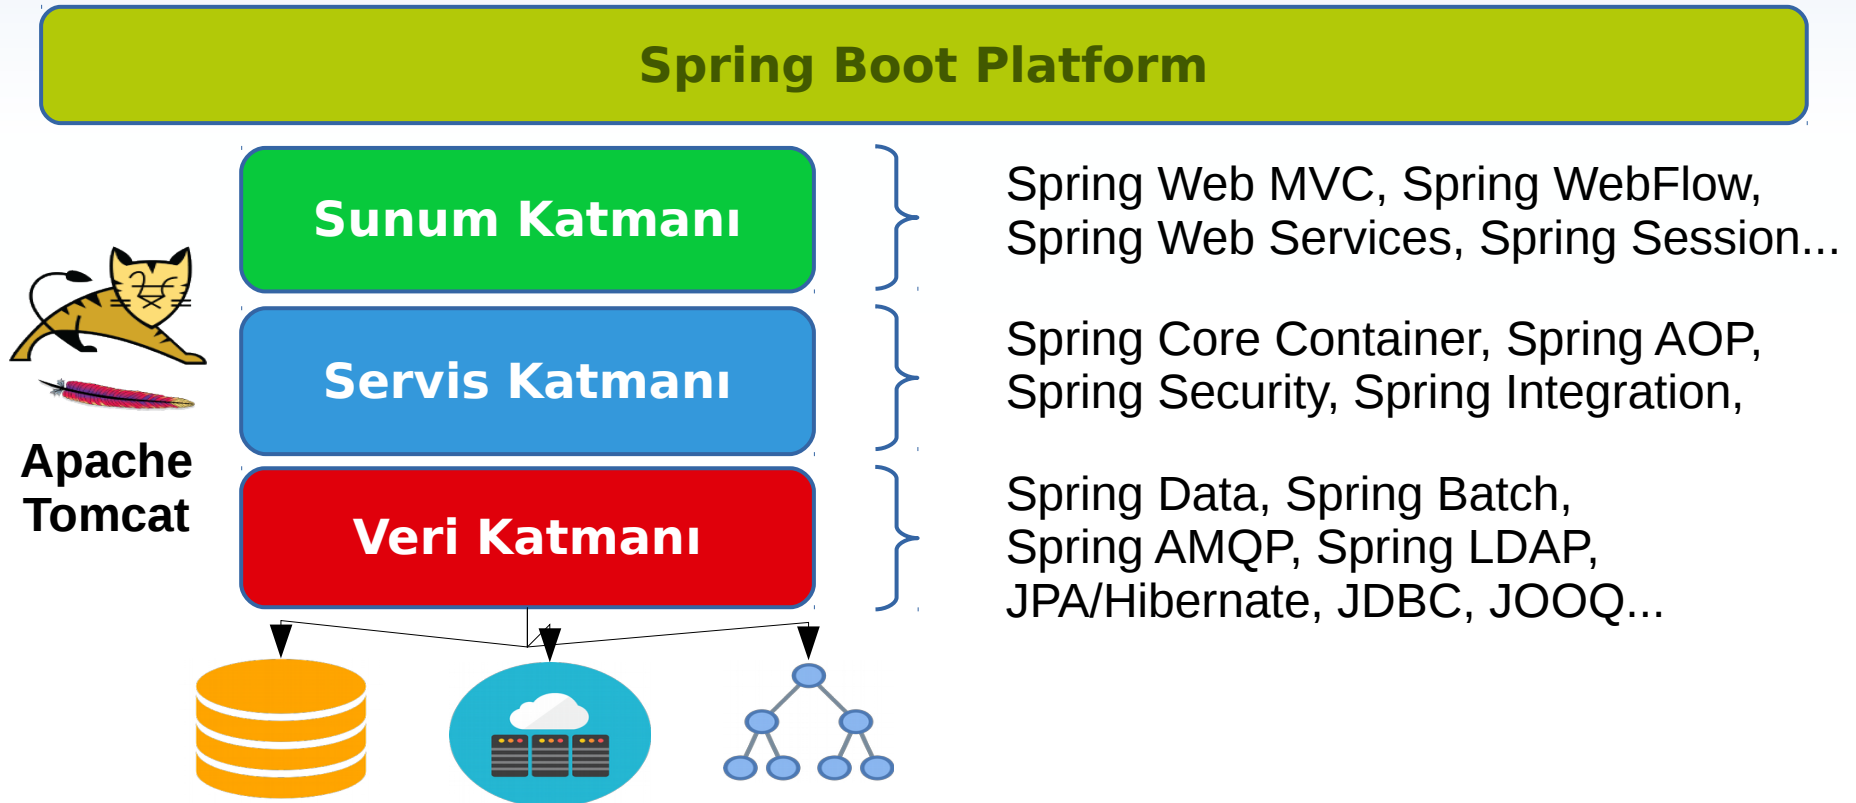 Spring Boot Platform
Sunum Katmanı
Spring Web MVC, Spring WebFlow,
Spring Web Services, Spring Session...
Servis Katmanı
Spring Core Container, Spring AOP,
Spring Security, Spring Integration,
Apache
Tomcat
Veri Katmanı
Spring Data, Spring Batch,
Spring AMQP, Spring LDAP,
JPA/Hibernate, JDBC, JOOQ...